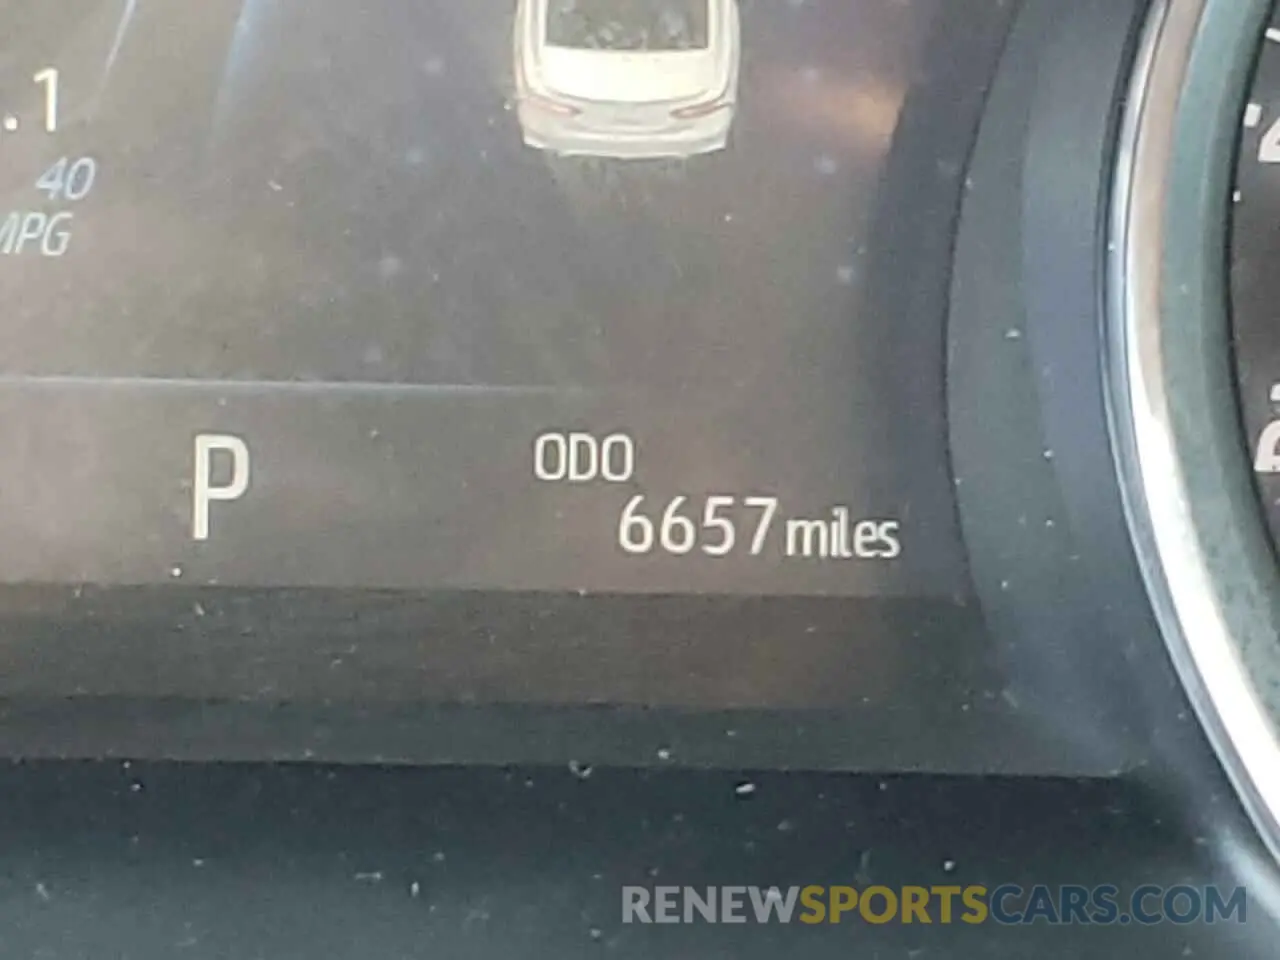 .1
40
MPG
P
ODO
6657 miles
RENEWSPORTSCARS.COM